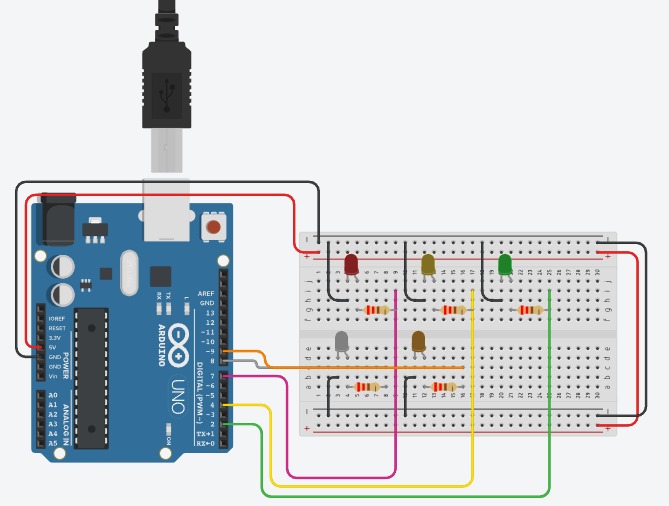 IOREF
RESET
3.3V
5V
GND
GND
Vin
POWER
A0
A1
A2
A3
A4
A5
ANALOG IN
AREF
GND
13
12
~11
~10
~9
8
7
~6
~5
4
~3
2
TX→1
RX←0
DIGITAL (PWM~)
L
TX
RX
ON
ARDUINO
UNO